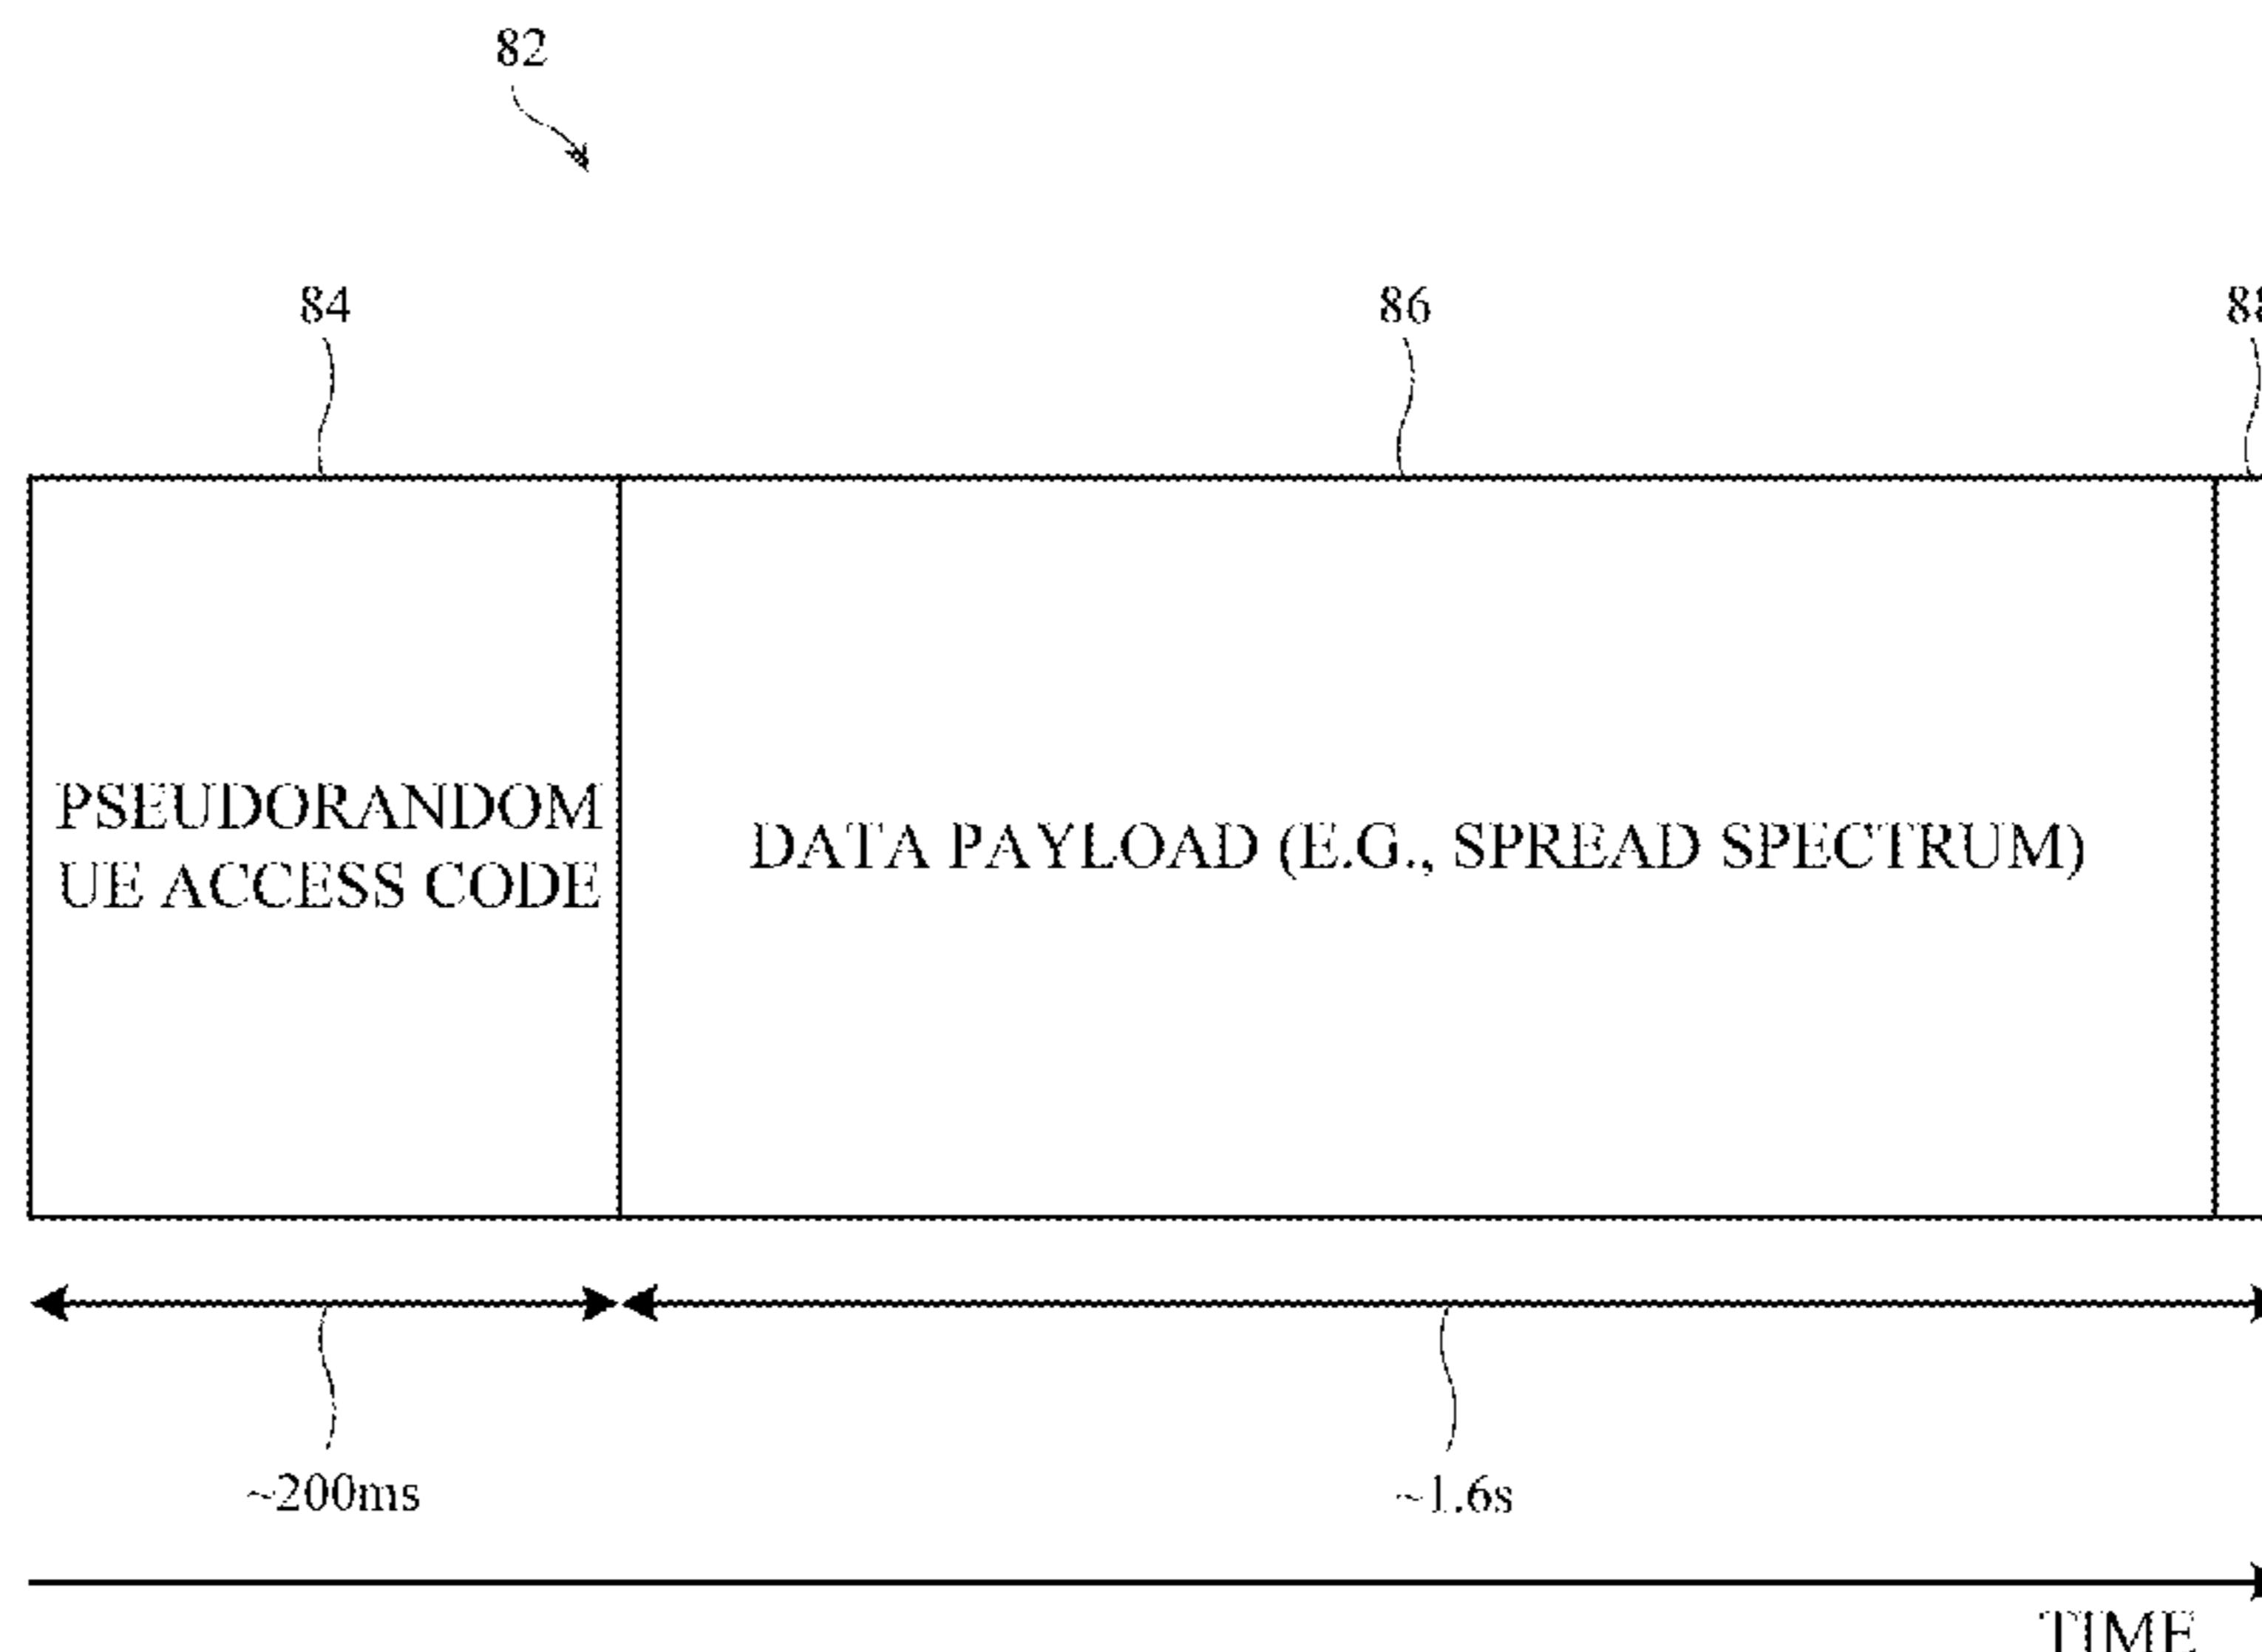 82
84
86
PSEUDORANDOM
UE ACCESS CODE
DATA PAYLOAD (E.G., SPREAD SPECTRUM)
~200ms
~1.6s
TIME